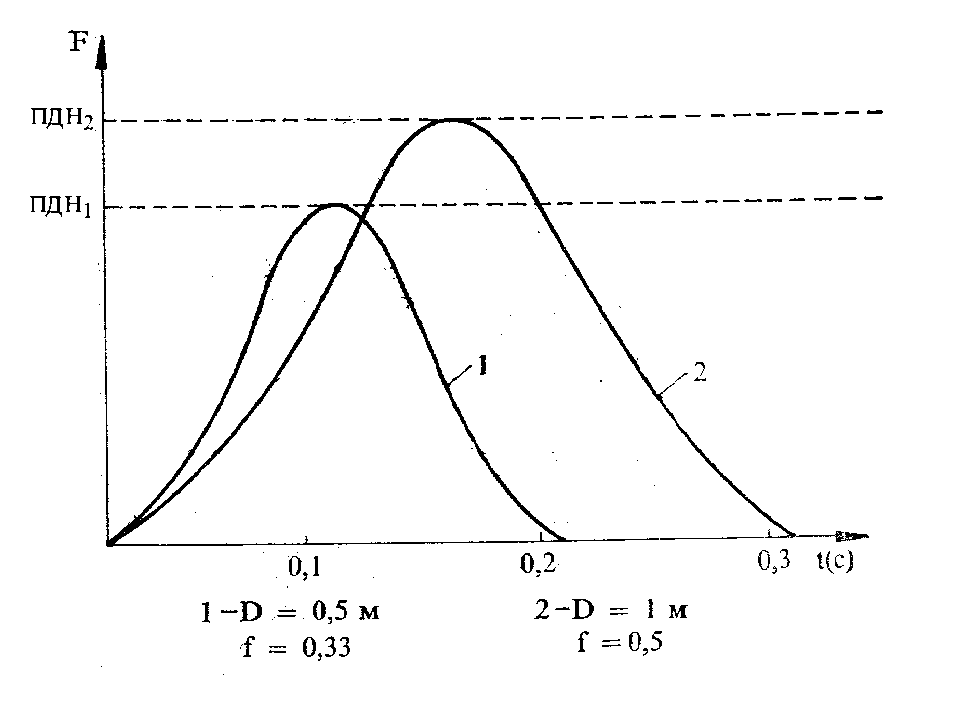 F
ПДН₂
ПДН₁
1
2
0,1
0,2
0,3
t(c)
1–D = 0,5 м
f = 0,33
2–D = 1 м
f = 0,5